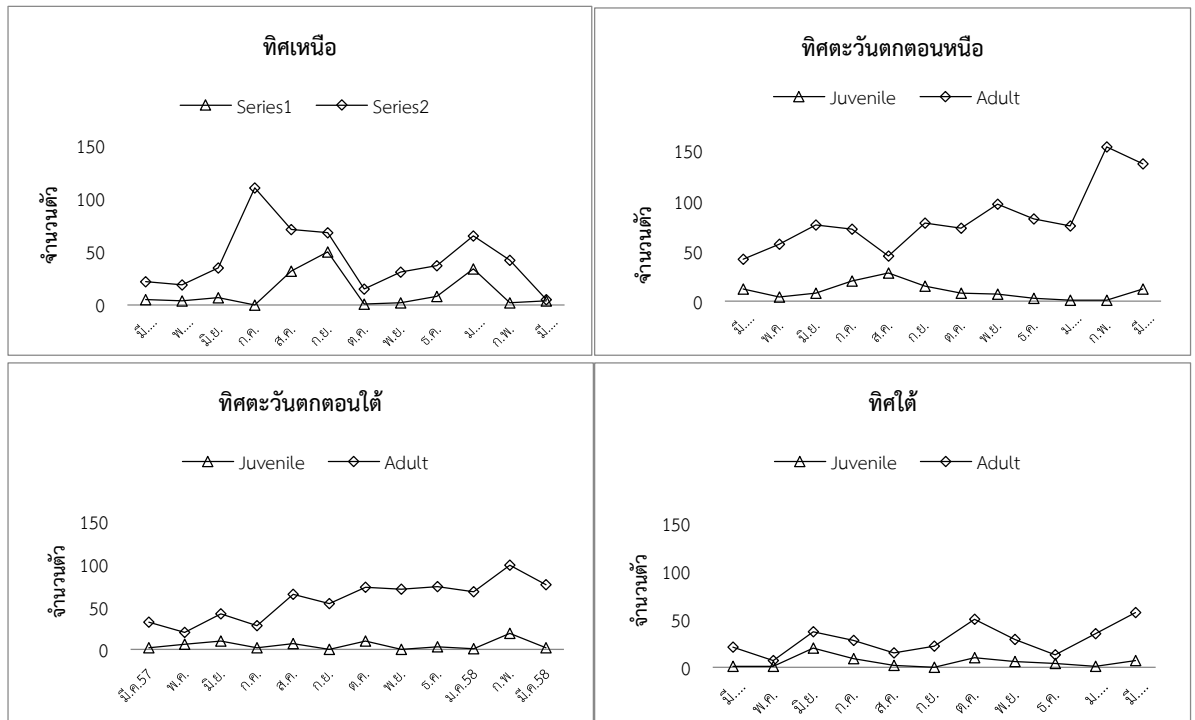 ทิศเหนือ
Series1 Series2
จำนวนตัว
150
100
50
0
มี.... พ.... มิ.ย. ก.ค. ส.ค. ก.ย. ต.ค. พ.ย. ธ.ค. ม.... ก.พ. มี....
ทิศตะวันตกตอนหนือ
Juvenile Adult
จำนวนตัว
150
100
50
0
มี.... พ.ค. มิ.ย. ก.ค. ส.ค. ก.ย. ต.ค. พ.ย. ธ.ค. ม.... ก.พ. มี....
ทิศตะวันตกตอนใต้
Juvenile Adult
จำนวนตัว
150
100
50
0
มี.ค.57 พ.ค. มิ.ย. ก.ค. ส.ค. ก.ย. ต.ค. พ.ย. ธ.ค. ม.ค.58 ก.พ. มี.ค.58
ทิศใต้
Juvenile Adult
จำนวนตัว
150
100
50
0
มี.... พ.ค. มิ.ย. ก.ค. ส.ค. ก.ย. ต.ค. พ.ย. ธ.ค. ม.... มี....